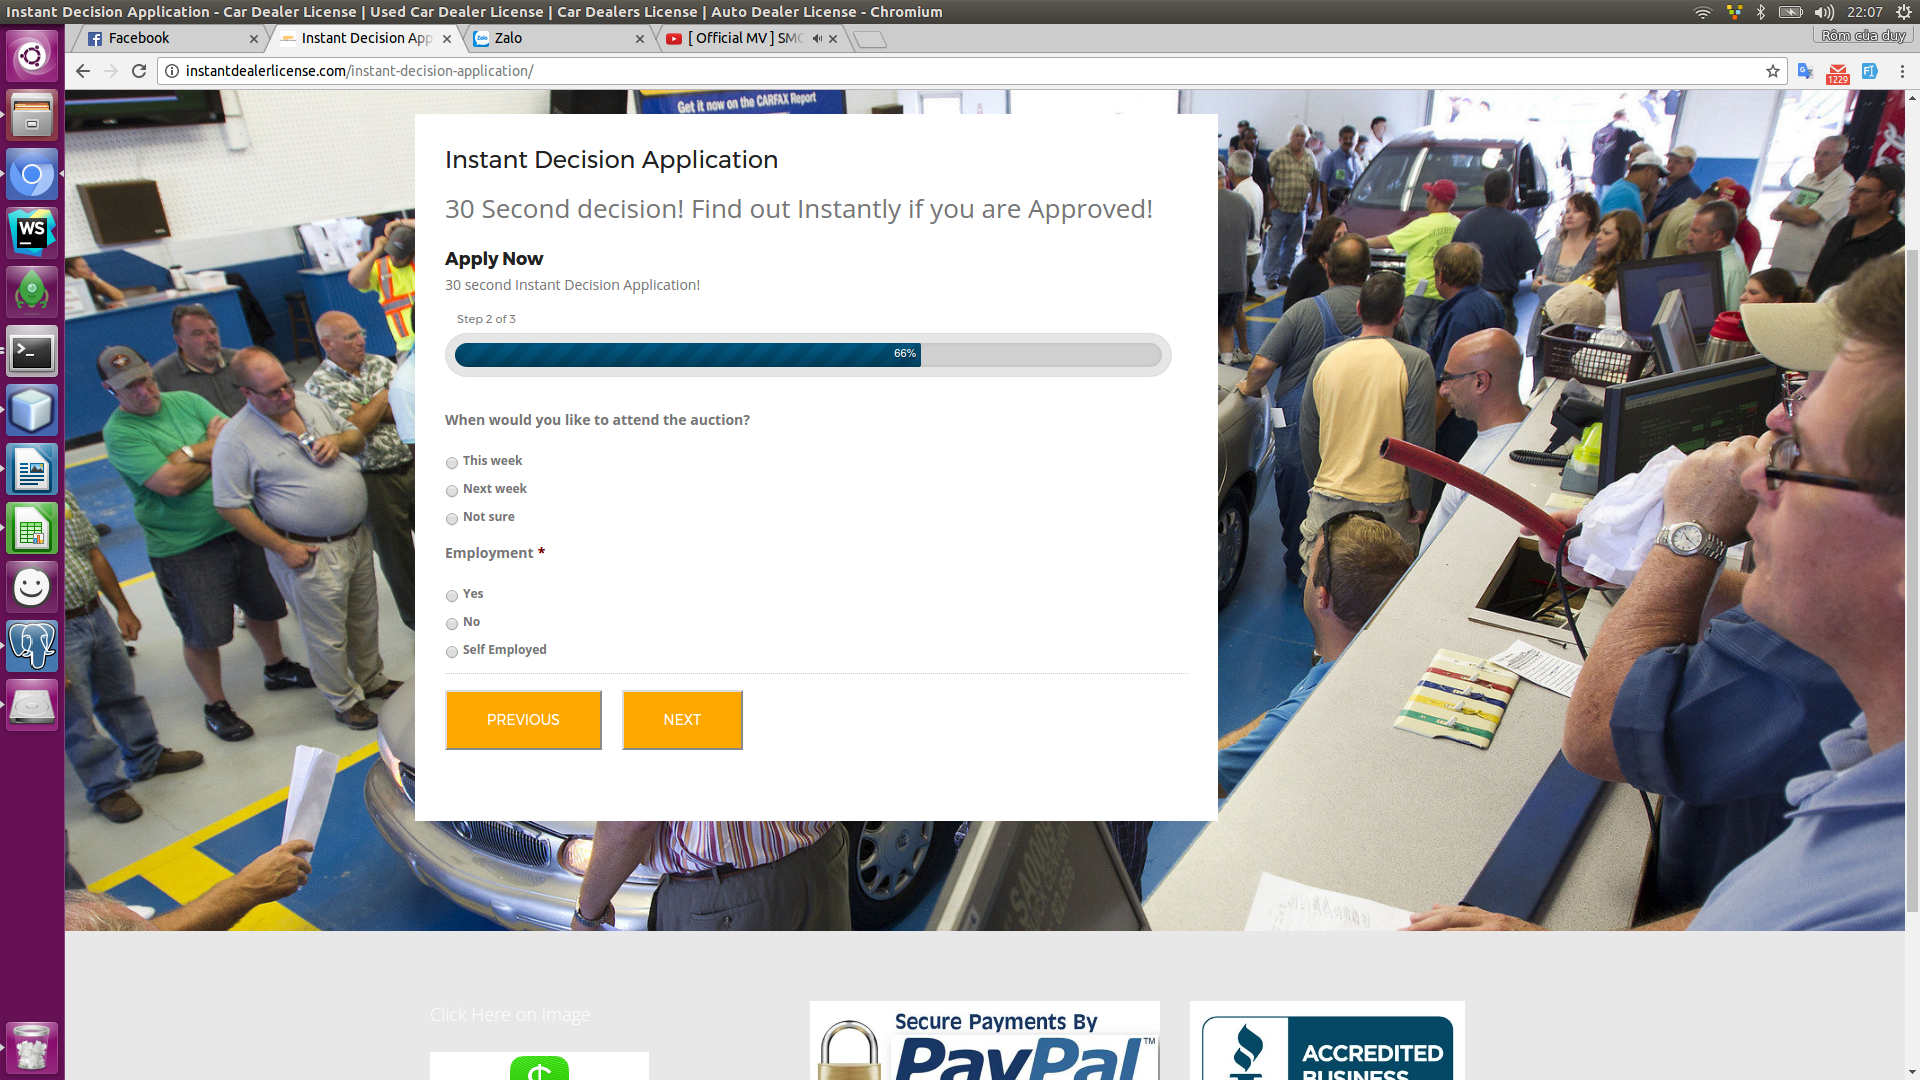 Instant Decision Application - Car Dealer License | Used Car Dealer License | Car Dealers License | Auto Dealer License - Chromium
22:07
Facebook
Instant Decision App
Zalo
[ Official MV ] SMO
Rôm của duy
instantdealerlicense.com/instant-decision-application/
1229
WS
Get it now on the CARFAX Report
Instant Decision Application
30 Second decision! Find out Instantly if you are Approved!
Apply Now
30 second Instant Decision Application!
Step 2 of 3
66%
When would you like to attend the auction?
This week
Next week
Not sure
Employment *
Yes
No
Self Employed
PREVIOUS
NEXT
Click Here on Image
Secure Payments By
PayPal™
ACCREDITED
BUSINESS